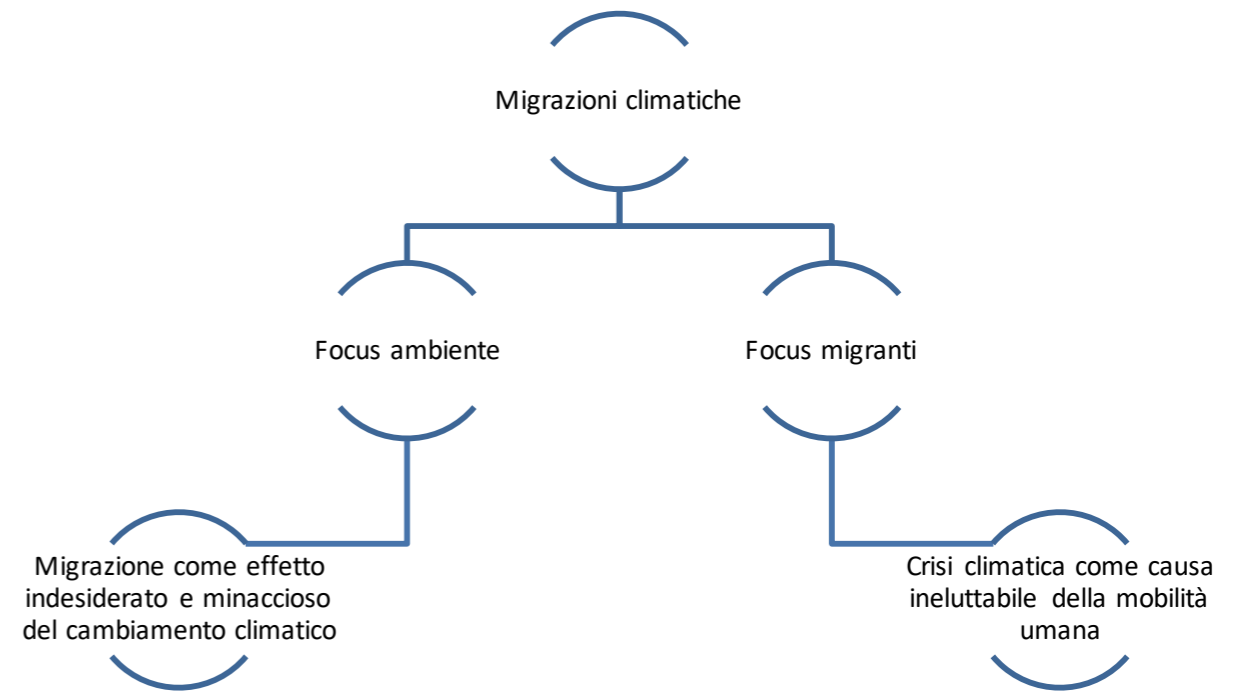 Migrazioni climatiche
Focus ambiente
Focus migranti
Migrazione come effetto
indesiderato e minaccioso
del cambiamento climatico
Crisi climatica come causa
ineluttabile della mobilità
umana